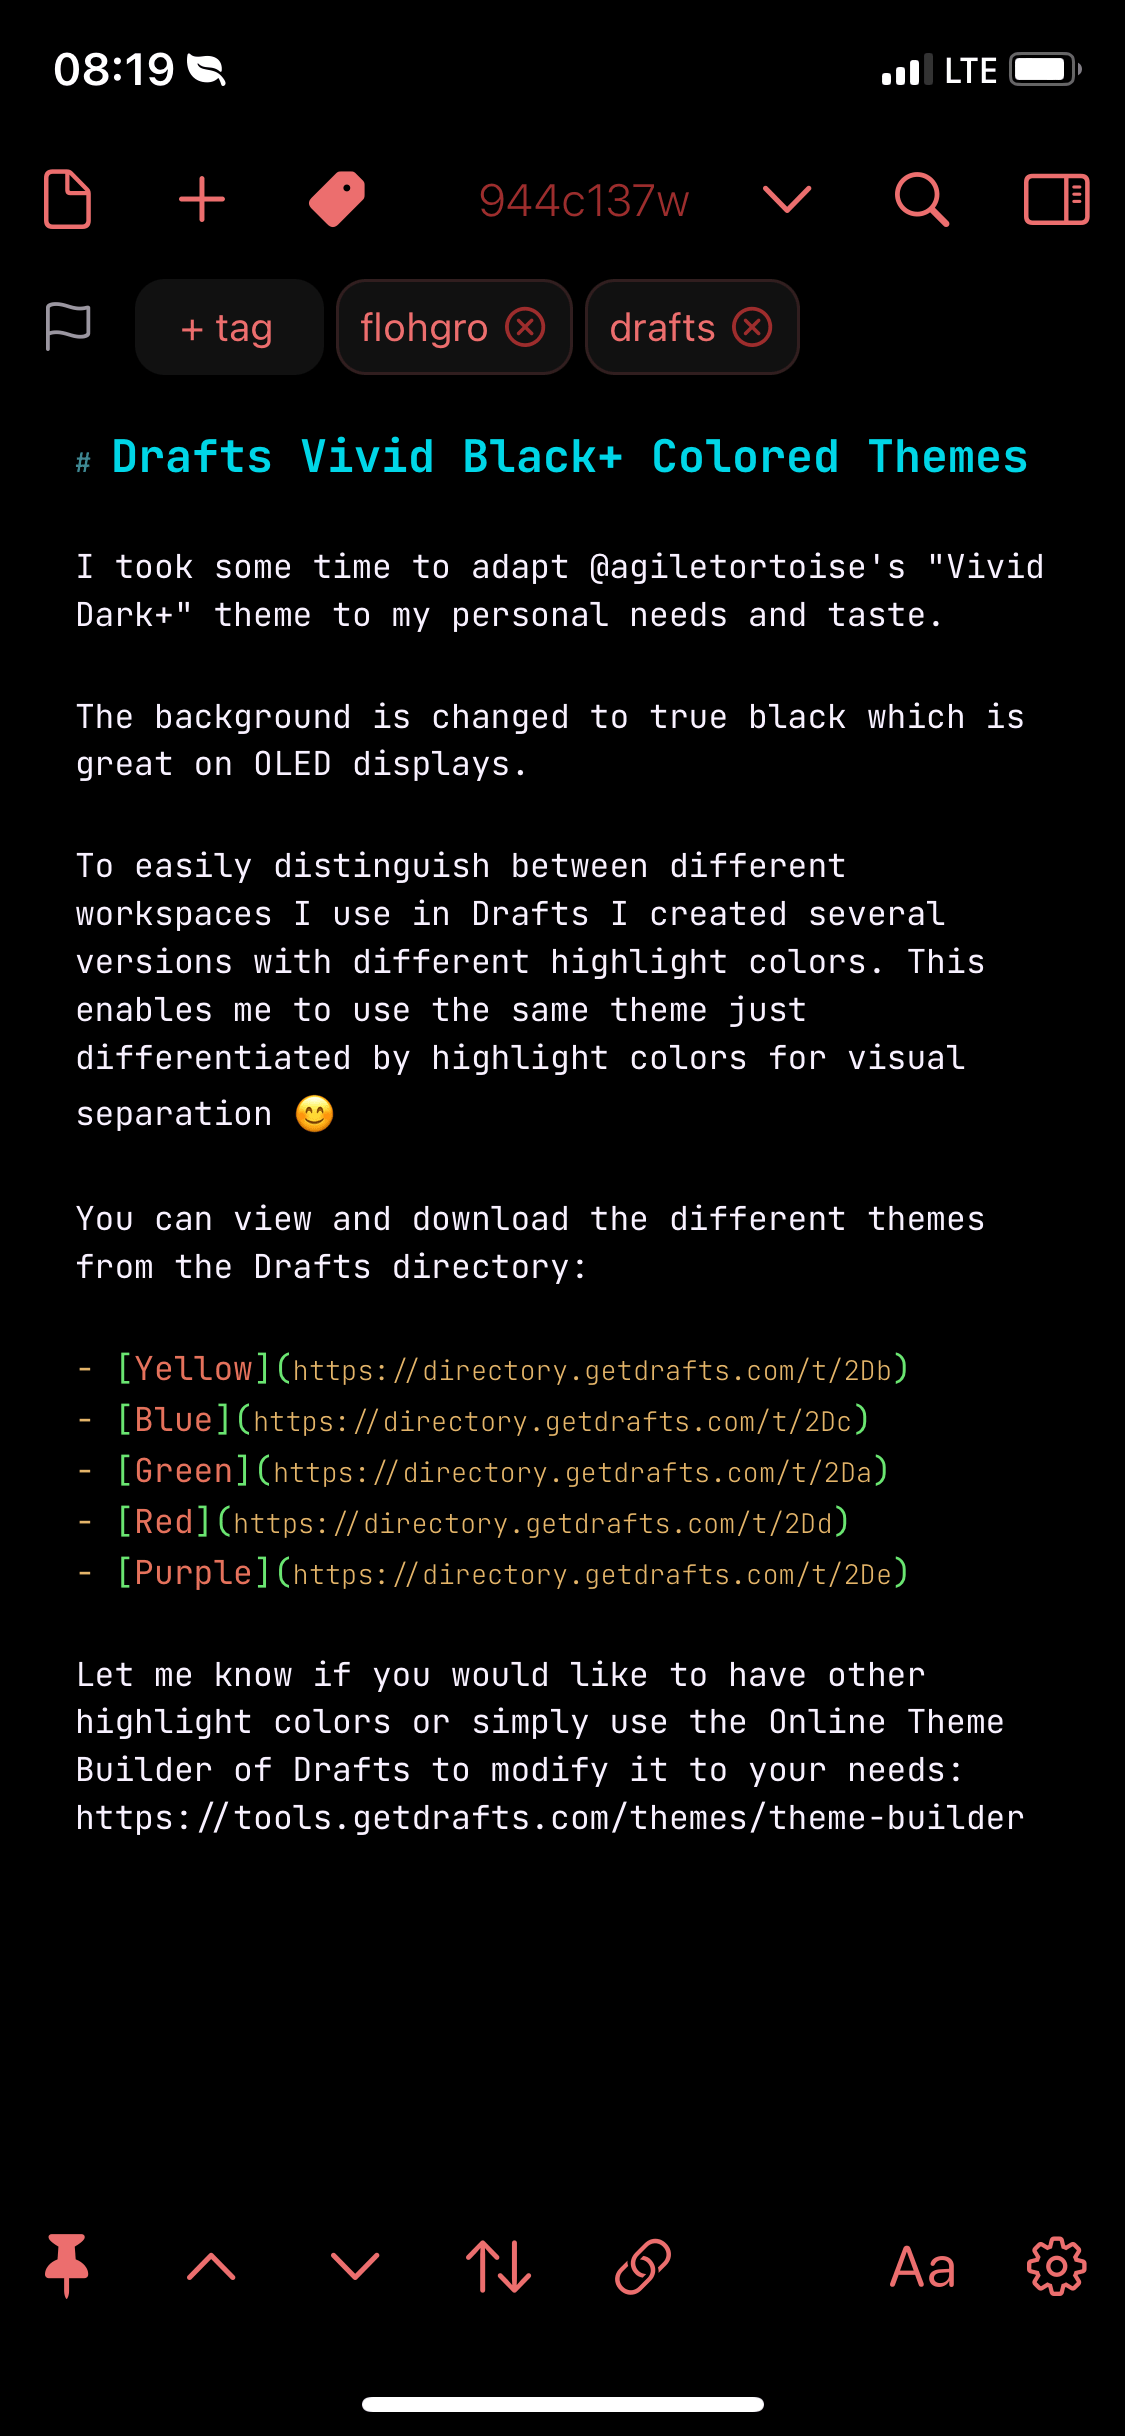 08:19 LTE
944c137w
+ tag flohgro drafts
# Drafts Vivid Black+ Colored Themes
I took some time to adapt @agiletortoise's "Vivid
Dark+" theme to my personal needs and taste.
The background is changed to true black which is
great on OLED displays.
To easily distinguish between different
workspaces I use in Drafts I created several
versions with different highlight colors. This
enables me to use the same theme just
differentiated by highlight colors for visual
separation 😊
You can view and download the different themes
from the Drafts directory:
- [Yellow](https://directory.getdrafts.com/t/2Db)
- [Blue](https://directory.getdrafts.com/t/2Dc)
- [Green](https://directory.getdrafts.com/t/2Da)
- [Red](https://directory.getdrafts.com/t/2Dd)
- [Purple](https://directory.getdrafts.com/t/2De)
Let me know if you would like to have other
highlight colors or simply use the Online Theme
Builder of Drafts to modify it to your needs:
https://tools.getdrafts.com/themes/theme-builder
Aa